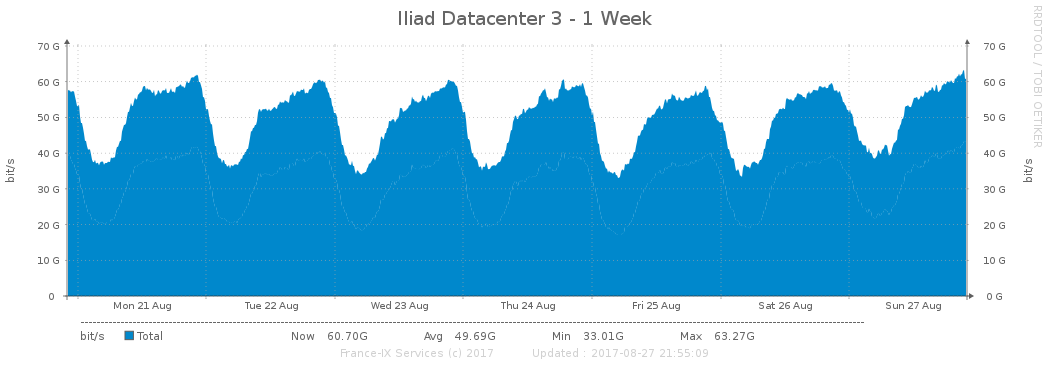 Iliad Datacenter 3 - 1 Week
RRDTOOL / TOBI OETIKER
70 G 70 G
60 G 60 G
50 G 50 G
40 G 40 G
30 G 30 G
20 G 20 G
10 G 10 G
0 0 G
bit/s bit/s
Mon 21 Aug Tue 22 Aug Wed 23 Aug Thu 24 Aug Fri 25 Aug Sat 26 Aug Sun 27 Aug
bit/s Total Now 60.70G Avg 49.69G Min 33.01G Max 63.27G
France-IX Services (c) 2017 Updated : 2017-08-27 21:55:09